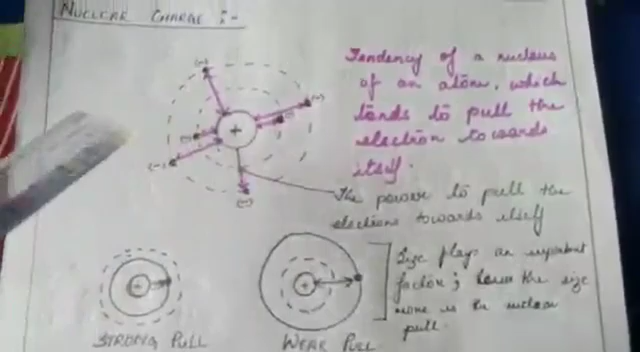 NUCLEAR CHARGE :-
Tendency of a nucleus
of an atom, which
tends to pull the
electron towards
itself.
The power to pull the
electrons towards itself
Size plays an important
factor; lower the size
more is the nuclear
pull.
(-)
(-)
(-)
(-)
+
+
+
STRONG PULL
WEAK PULL